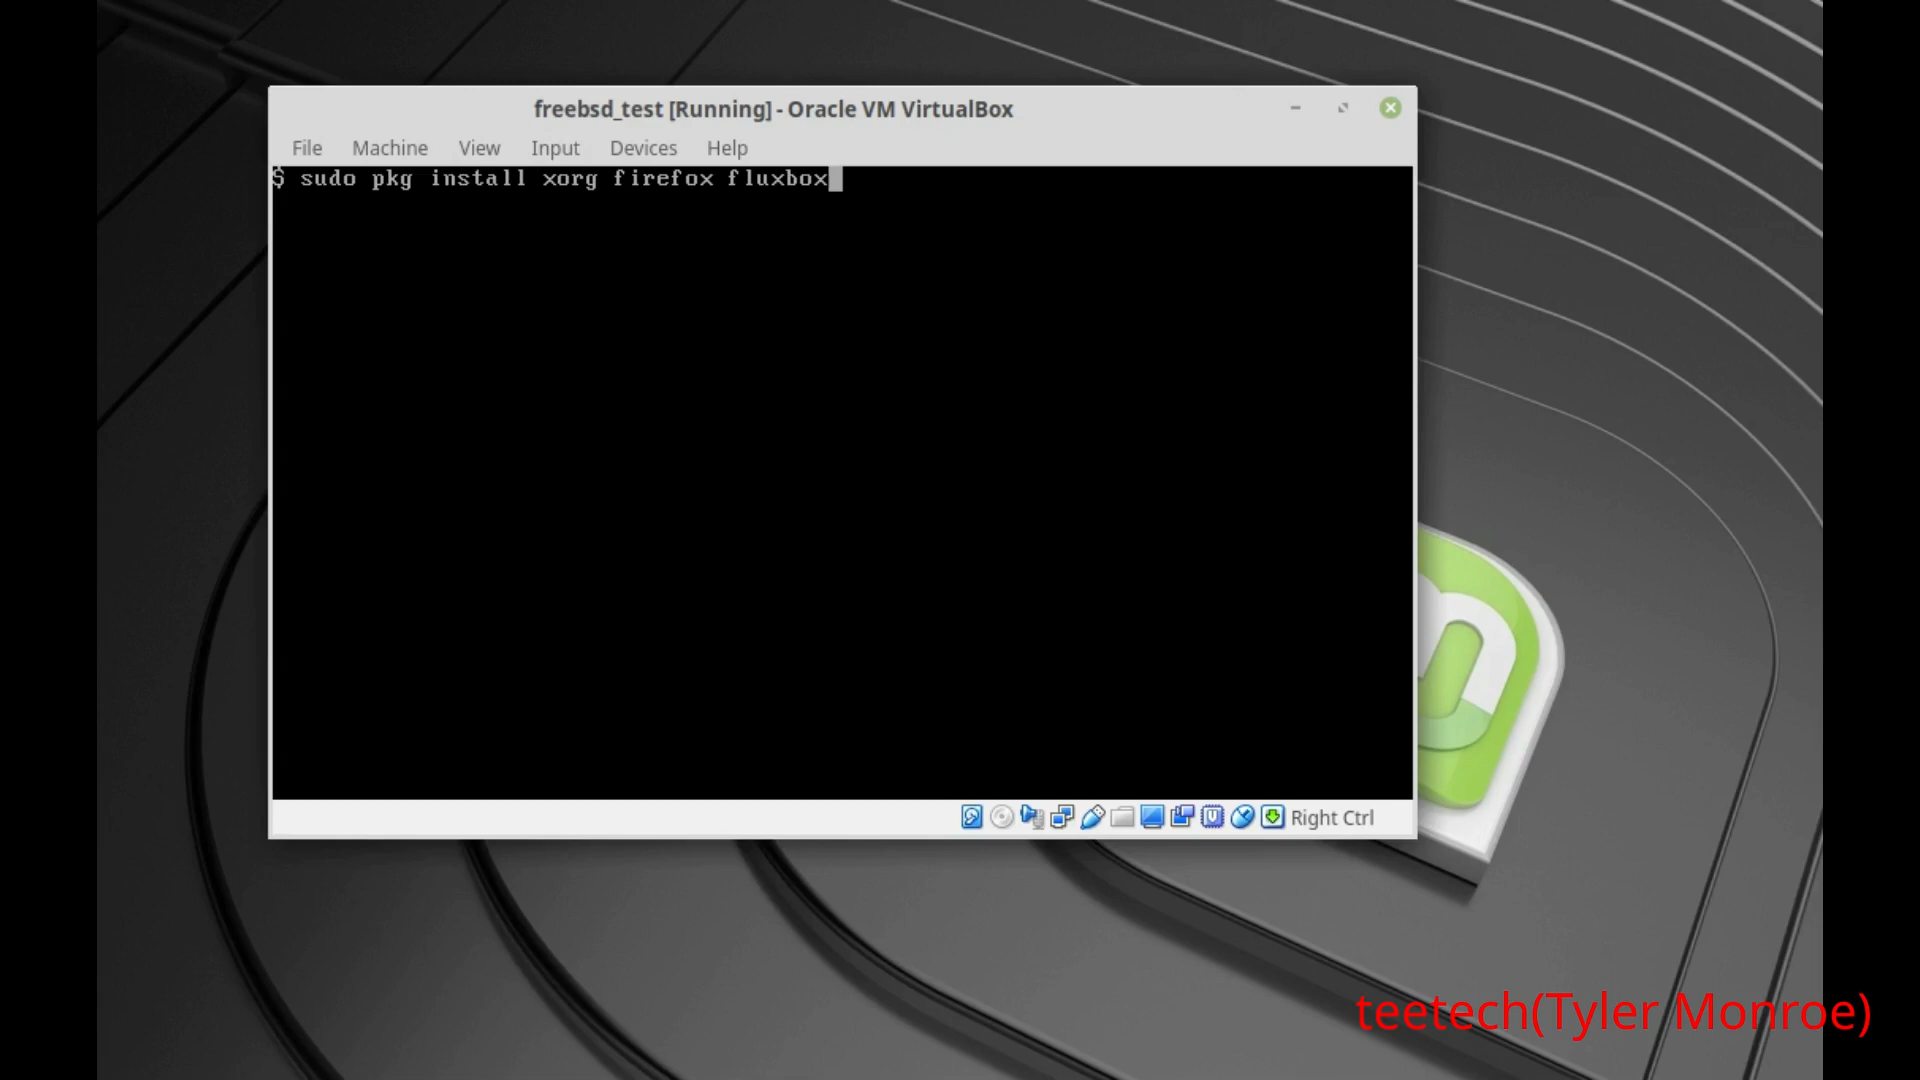 freebsd_test [Running] - Oracle VM VirtualBox
File Machine View Input Devices Help
$ sudo pkg install xorg firefox fluxbox
Right Ctrl
teetech(Tyler Monroe)